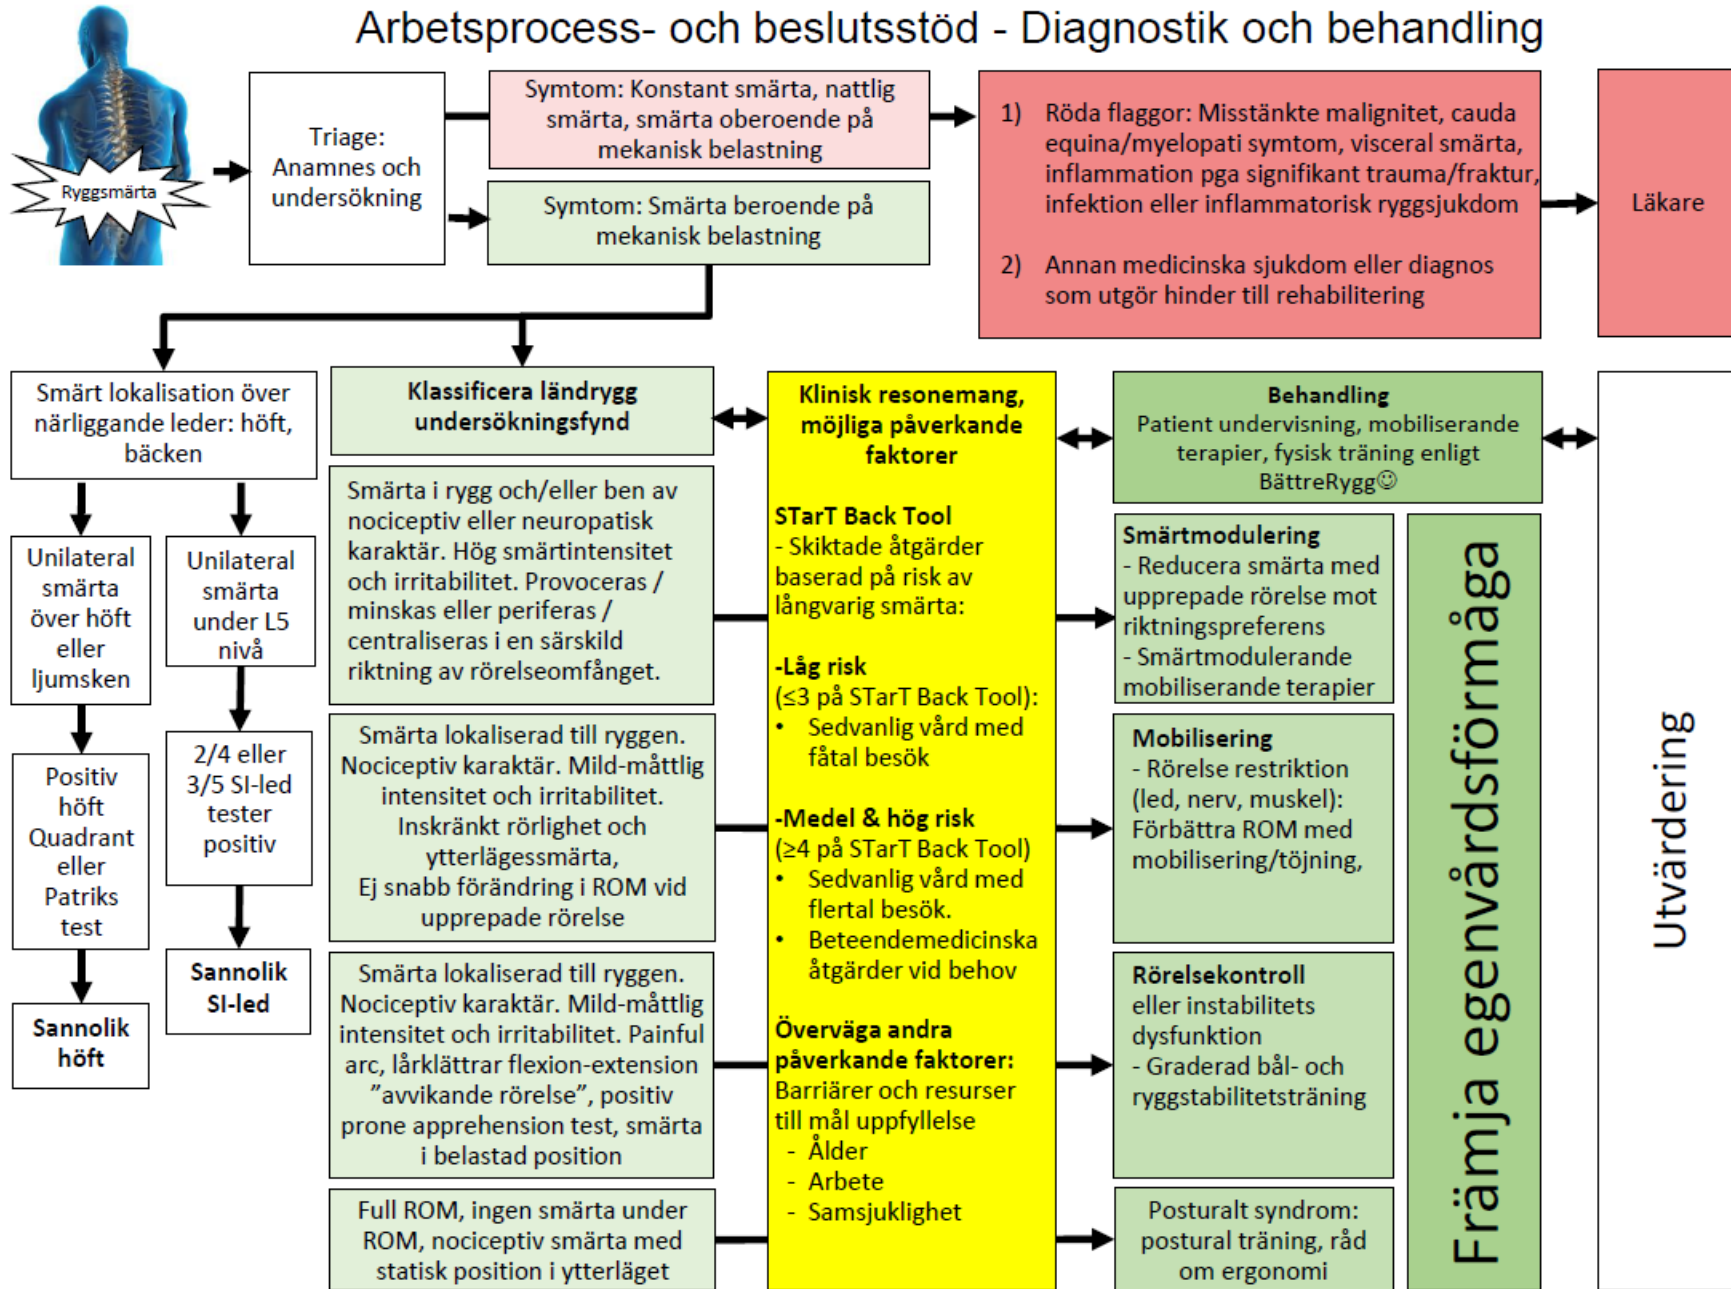 Arbetsprocess- och beslutsstöd - Diagnostik och behandling
Ryggsmärta
Triage:
Anamnes och
undersökning
Symtom: Konstant smärta, nattlig
smärta, smärta oberoende på
mekanisk belastning
Symtom: Smärta beroende på
mekanisk belastning
1) Röda flaggor: Misstänkte malignitet, cauda
equina/myelopati symtom, visceral smärta,
inflammation pga signifikant trauma/fraktur,
infektion eller inflammatorisk ryggsjukdom
2) Annan medicinska sjukdom eller diagnos
som utgör hinder till rehabilitering
Läkare
Smärt lokalisation över
närliggande leder: höft,
bäcken
Unilateral
smärta
över höft
eller
ljumsken
Positiv
höft
Quadrant
eller
Patriks
test
Sannolik
höft
Unilateral
smärta
under L5
nivå
2/4 eller
3/5 SI-led
tester
positiv
Sannolik
SI-led
Klassificera ländrygg
undersökningsfynd
Smärta i rygg och/eller ben av
nociceptiv eller neuropatisk
karaktär. Hög smärtintensitet
och irritabilitet. Provoceras /
minskas eller periferas /
centraliseras i en särskild
riktning av rörelseomfånget.
Smärta lokaliserad till ryggen.
Nociceptiv karaktär. Mild-måttlig
intensitet och irritabilitet.
Inskränkt rörlighet och
ytterlägessmärta,
Ej snabb förändring i ROM vid
upprepade rörelse
Smärta lokaliserad till ryggen.
Nociceptiv karaktär. Mild-måttlig
intensitet och irritabilitet. Painful
arc, lårklättrar flexion-extension
”avvikande rörelse”, positiv
prone apprehension test, smärta
i belastad position
Full ROM, ingen smärta under
ROM, nociceptiv smärta med
statisk position i ytterläget
Klinisk resonemang,
möjliga påverkande
faktorer
STarT Back Tool
- Skiktade åtgärder
baserad på risk av
långvarig smärta:
-Låg risk
(≤3 på STarT Back Tool):
• Sedvanlig vård med
fåtal besök
-Medel & hög risk
(≥4 på STarT Back Tool)
• Sedvanlig vård med
flertal besök.
• Beteendemedicinska
åtgärder vid behov
Överväga andra
påverkande faktorer:
Barriärer och resurser
till mål uppfyllelse
- Ålder
- Arbete
- Samsjuklighet
Behandling
Patient undervisning, mobiliserande
terapier, fysisk träning enligt
BättreRygg☺
Smärtmodulering
- Reducera smärta med
upprepade rörelse mot
riktningspreferens
- Smärtmodulerande
mobiliserande terapier
Mobilisering
- Rörelse restriktion
(led, nerv, muskel):
Förbättra ROM med
mobilisering/töjning,
Rörelsekontroll
eller instabilitets
dysfunktion
- Graderad bål- och
ryggstabilitetsträning
Posturalt syndrom:
postural träning, råd
om ergonomi
Främja egenvårdsförmåga
Utvärdering